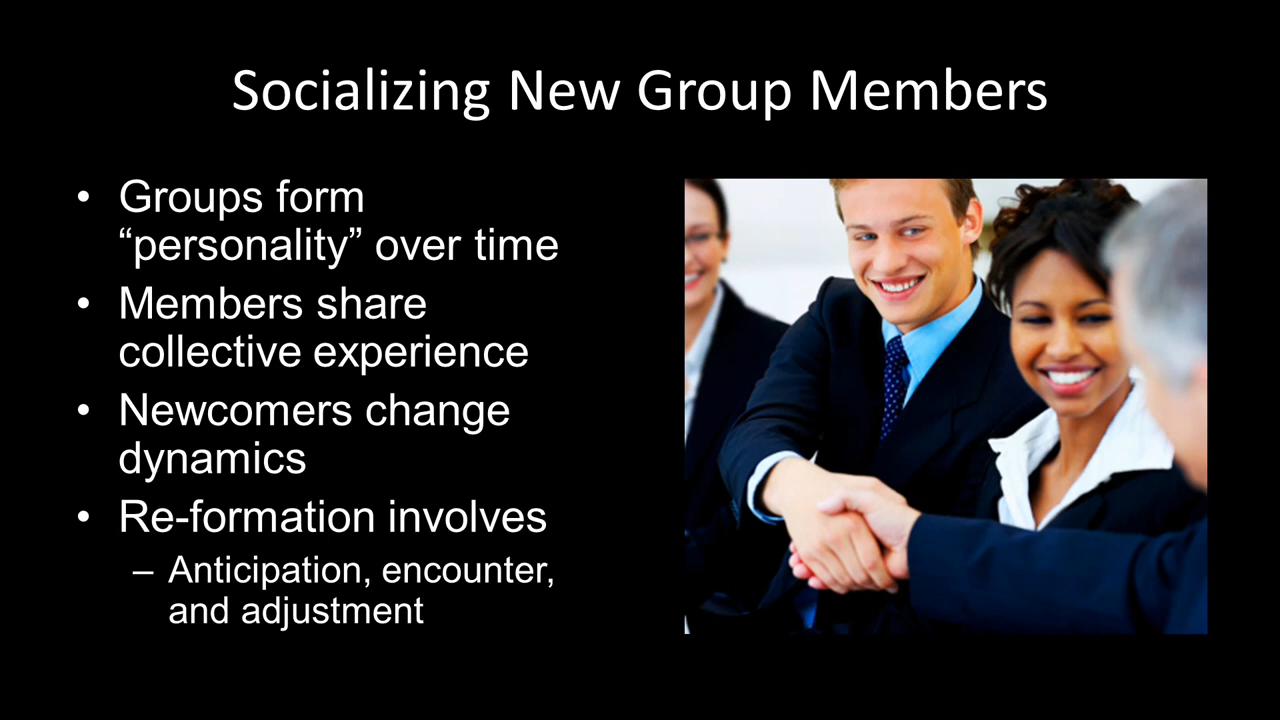 Socializing New Group Members
• Groups form
“personality” over time
• Members share
collective experience
• Newcomers change
dynamics
• Re-formation involves
– Anticipation, encounter,
and adjustment